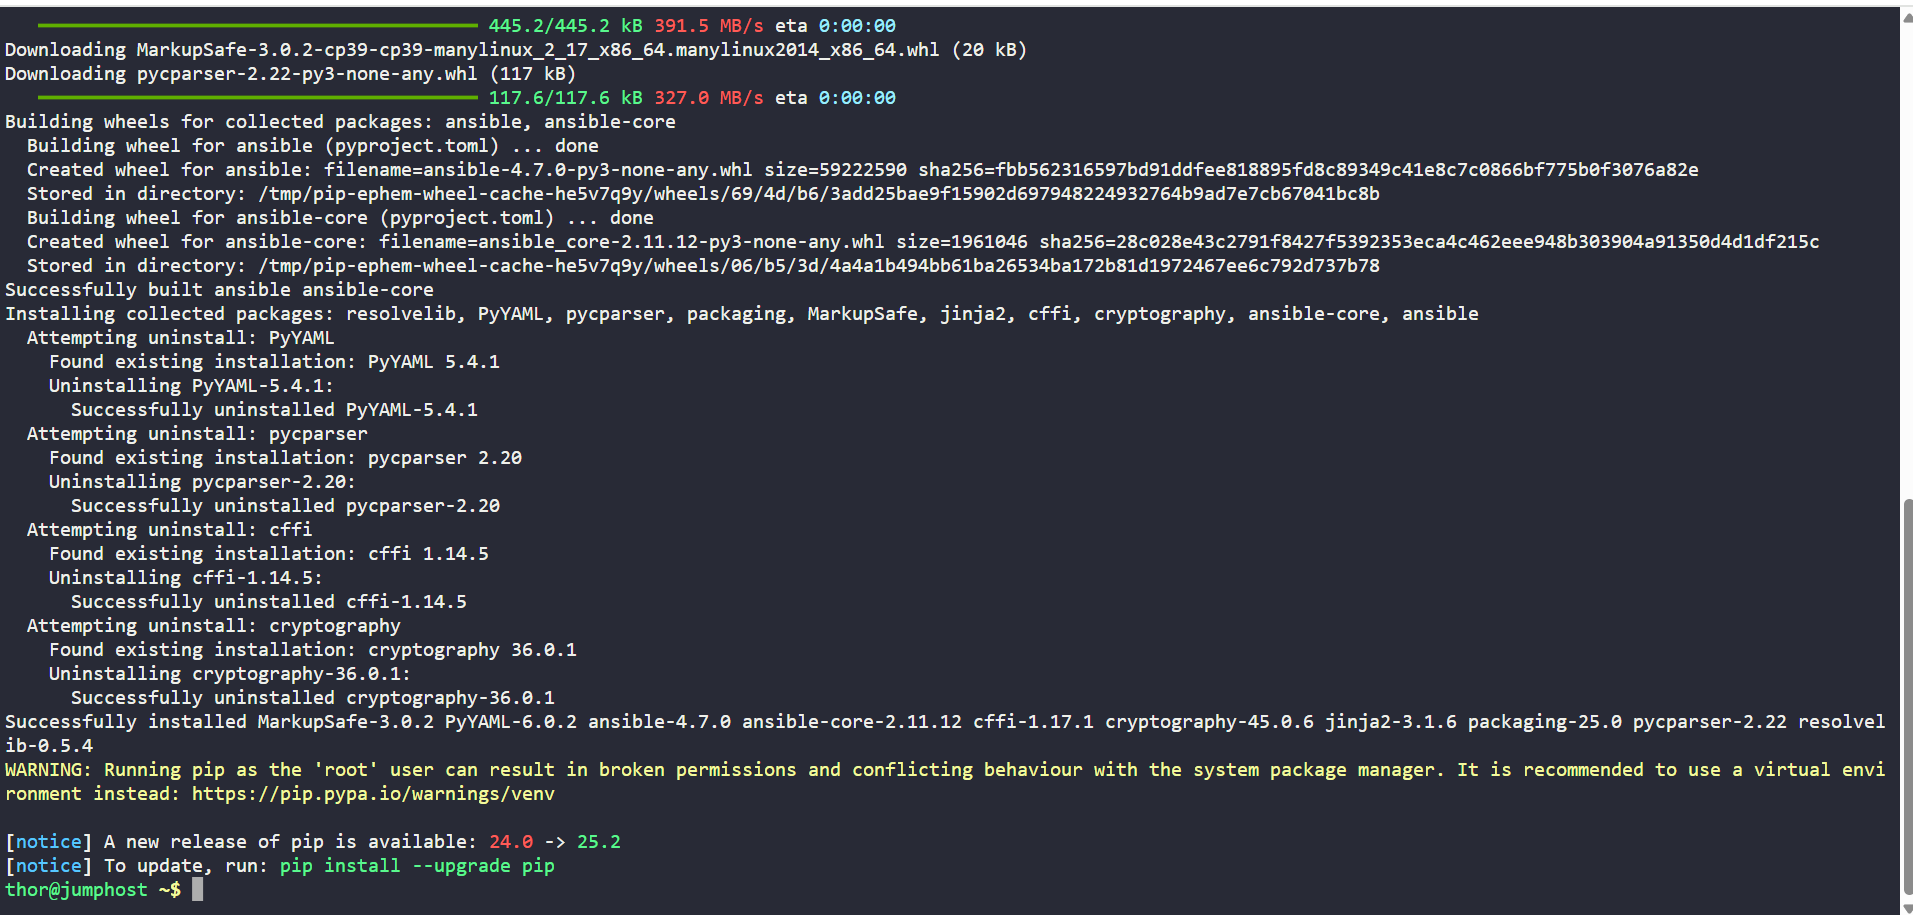 445.2/445.2 kB 391.5 MB/s eta 0:00:00
Downloading MarkupSafe-3.0.2-cp39-cp39-manylinux_2_17_x86_64.manylinux2014_x86_64.whl (20 kB)
Downloading pycparser-2.22-py3-none-any.whl (117 kB)
117.6/117.6 kB 327.0 MB/s eta 0:00:00
Building wheels for collected packages: ansible, ansible-core
  Building wheel for ansible (pyproject.toml) ... done
  Created wheel for ansible: filename=ansible-4.7.0-py3-none-any.whl size=59222590 sha256=fbb562316597bd91ddfee818895fd8c89349c41e8c7c0866bf775b0f3076a82e
  Stored in directory: /tmp/pip-ephem-wheel-cache-he5v7q9y/wheels/69/4d/b6/3add25bae9f15902d697948224932764b9ad7e7cb67041bc8b
  Building wheel for ansible-core (pyproject.toml) ... done
  Created wheel for ansible-core: filename=ansible_core-2.11.12-py3-none-any.whl size=1961046 sha256=28c028e43c2791f8427f5392353eca4c462eee948b303904a91350d4d1df215c
  Stored in directory: /tmp/pip-ephem-wheel-cache-he5v7q9y/wheels/06/b5/3d/4a4a1b494bb61ba26534ba172b81d1972467ee6c792d737b78
Successfully built ansible ansible-core
Installing collected packages: resolvelib, PyYAML, pycparser, packaging, MarkupSafe, jinja2, cffi, cryptography, ansible-core, ansible
  Attempting uninstall: PyYAML
    Found existing installation: PyYAML 5.4.1
    Uninstalling PyYAML-5.4.1:
      Successfully uninstalled PyYAML-5.4.1
  Attempting uninstall: pycparser
    Found existing installation: pycparser 2.20
    Uninstalling pycparser-2.20:
      Successfully uninstalled pycparser-2.20
  Attempting uninstall: cffi
    Found existing installation: cffi 1.14.5
    Uninstalling cffi-1.14.5:
      Successfully uninstalled cffi-1.14.5
  Attempting uninstall: cryptography
    Found existing installation: cryptography 36.0.1
    Uninstalling cryptography-36.0.1:
      Successfully uninstalled cryptography-36.0.1
Successfully installed MarkupSafe-3.0.2 PyYAML-6.0.2 ansible-4.7.0 ansible-core-2.11.12 cffi-1.17.1 cryptography-45.0.6 jinja2-3.1.6 packaging-25.0 pycparser-2.22 resolvel
ib-0.5.4
WARNING: Running pip as the 'root' user can result in broken permissions and conflicting behaviour with the system package manager. It is recommended to use a virtual envi
ronment instead: https://pip.pypa.io/warnings/venv
[notice] A new release of pip is available: 24.0 -> 25.2
[notice] To update, run: pip install --upgrade pip
thor@jumphost ~$